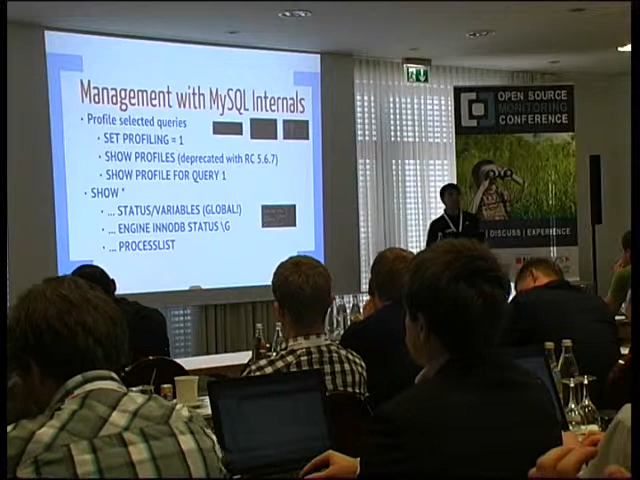 Management with MySQL Internals
• Profile selected queries
• SET PROFILING = 1
• SHOW PROFILES (deprecated with RC 5.6.7)
• SHOW PROFILE FOR QUERY 1
• SHOW *
• ... STATUS/VARIABLES (GLOBAL!)
• ... ENGINE INNODB STATUS \G
• ... PROCESSLIST
OPEN SOURCE
MONITORING
CONFERENCE
| DISCUSS | EXPERIENCE